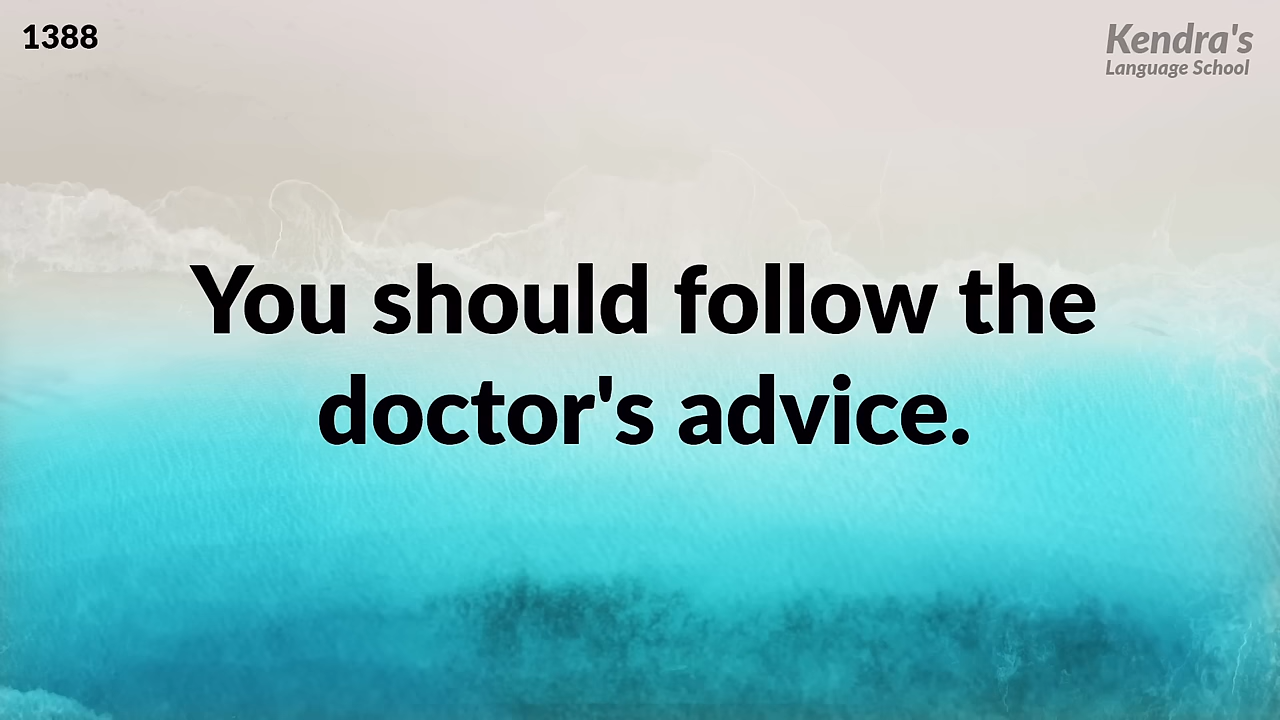 1388
Kendra's
Language School
You should follow the
doctor's advice.